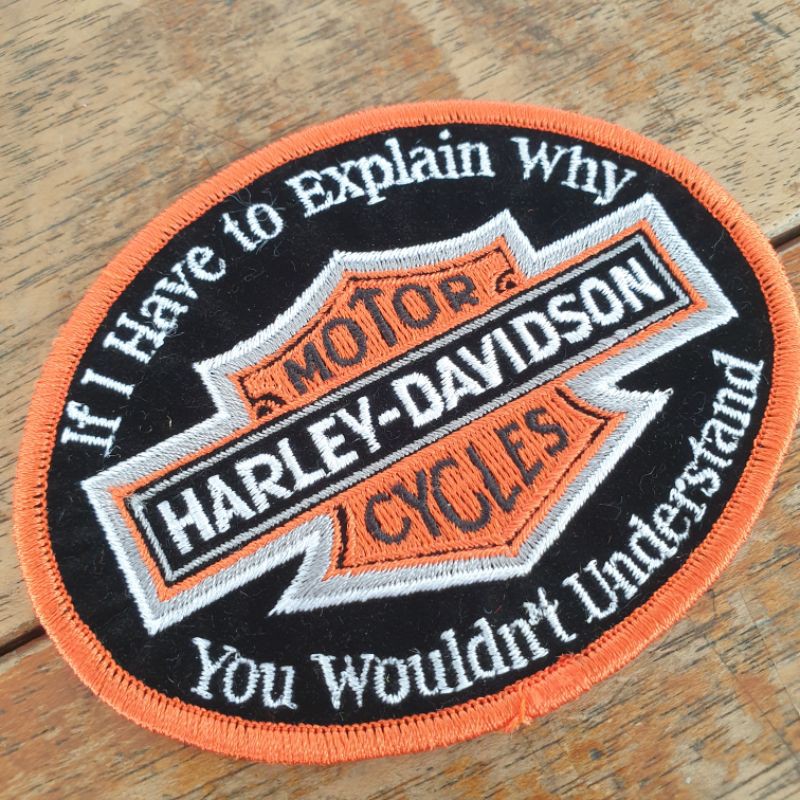 If I Have to Explain Why
MOTOR
HARLEY-DAVIDSON
CYCLES
You Wouldn't Understand